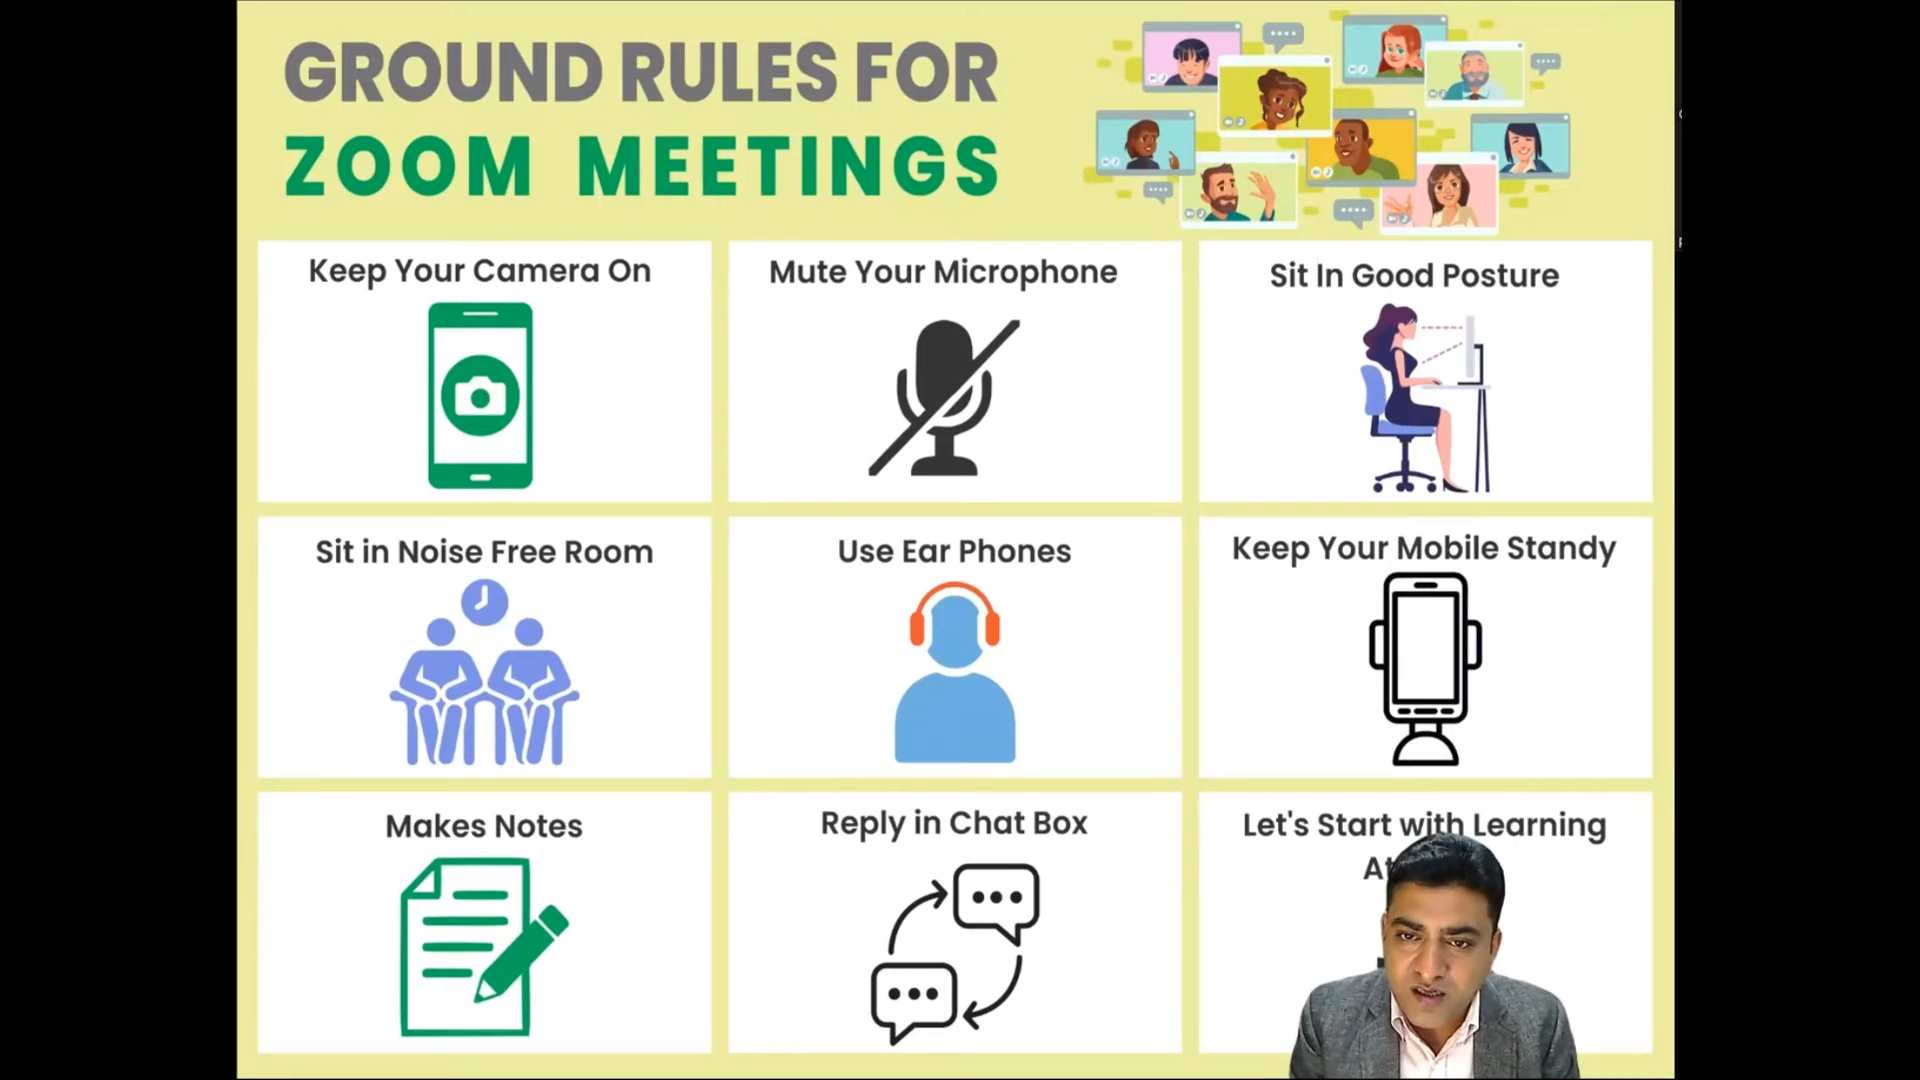 GROUND RULES FOR
ZOOM MEETINGS
Keep Your Camera On
Mute Your Microphone
Sit In Good Posture
Sit in Noise Free Room
Use Ear Phones
Keep Your Mobile Standy
Makes Notes
Reply in Chat Box
Let's Start with Learning